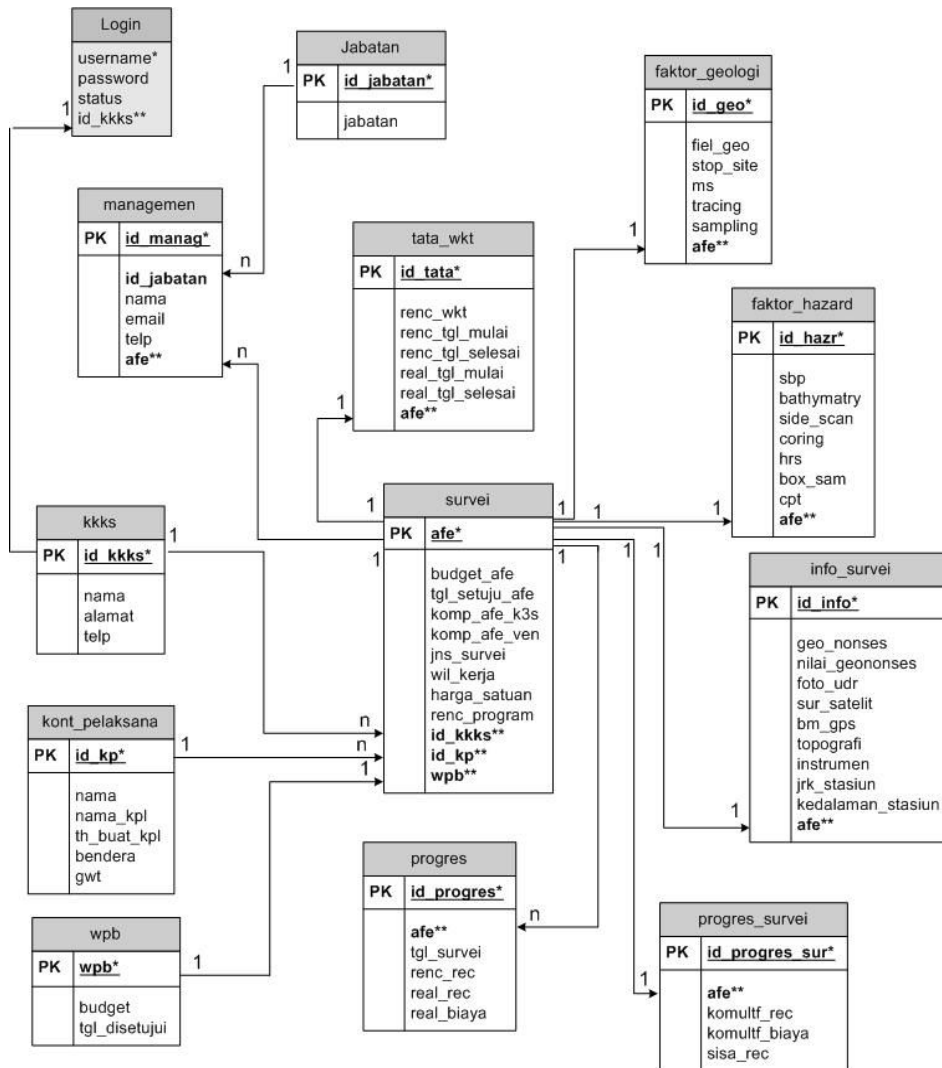 Login
username*
password
status
id_kkks**
1
Jabatan
PK id_jabatan*
jabatan
1
faktor_geologi
PK id_geo*
fiel_geo
stop_site
ms
tracing
sampling
afe**
1
managemen
PK id_manag*
id_jabatan
nama
email
telp
afe**
n
n
tata_wkt
PK id_tata*
renc_wkt
renc_tgl_mulai
renc_tgl_selesai
real_tgl_mulai
real_tgl_selesai
afe**
1
faktor_hazard
PK id_hazr*
sbp
bathymatry
side_scan
coring
hrs
box_sam
cpt
afe**
1
kkks
PK id_kkks*
nama
alamat
telp
1
survei
PK afe*
budget_afe
tgl_setuju_afe
komp_afe_k3s
komp_afe_ven
jns_survei
wil_kerja
harga_satuan
renc_program
id_kkks**
id_kp**
wpb**
1
1
1
1
1
1
1
n
n
1
info_survei
PK id_info*
geo_nonses
nilai_geononses
foto_udr
sur_satelit
bm_gps
topografi
instrumen
jrk_stasiun
kedalaman_stasiun
afe**
1
kont_pelaksana
PK id_kp*
nama
nama_kpl
th_buat_kpl
bendera
gwt
1
progres
PK id_progres*
afe**
tgl_survei
renc_rec
real_rec
real_biaya
n
wpb
PK wpb*
budget
tgl_disetujui
1
progres_survei
PK id_progres_sur*
afe**
komultf_rec
komultf_biaya
sisa_rec
1